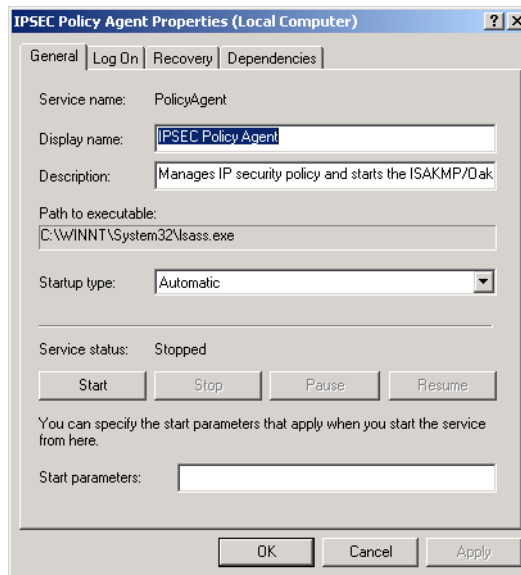 IPSEC Policy Agent Properties (Local Computer)
General Log On Recovery Dependencies
Service name: PolicyAgent
Display name: IPSEC Policy Agent
Description: Manages IP security policy and starts the ISAKMP/Oak
Path to executable:
C:\WINNT\System32\lsass.exe
Startup type: Automatic
Service status: Stopped
Start Stop Pause Resume
You can specify the start parameters that apply when you start the service
from here.
Start parameters:
OK Cancel Apply